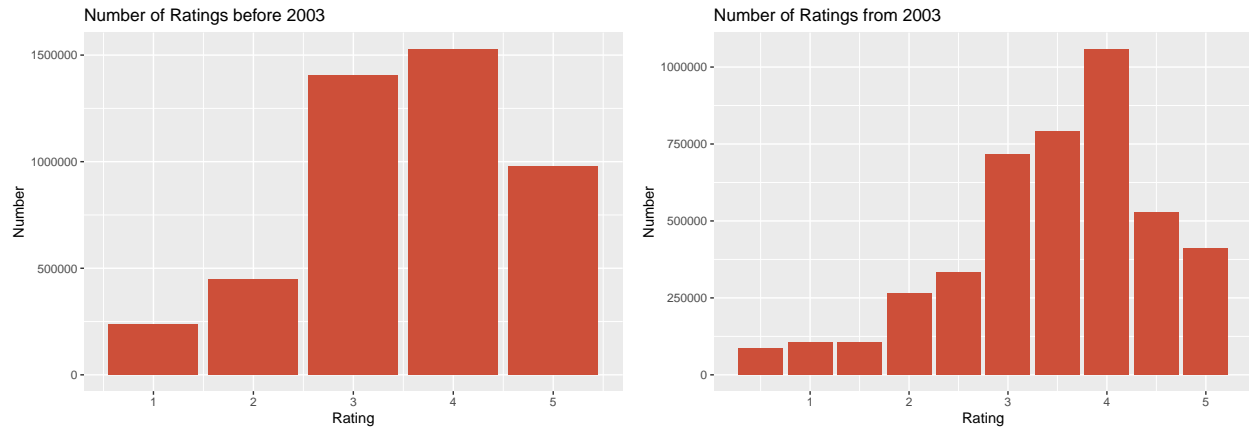 Number of Ratings before 2003
1500000
1000000
500000
0
Number
1 2 3 4 5
Rating
Number of Ratings from 2003
1000000
750000
500000
250000
0
Number
1 2 3 4 5
Rating